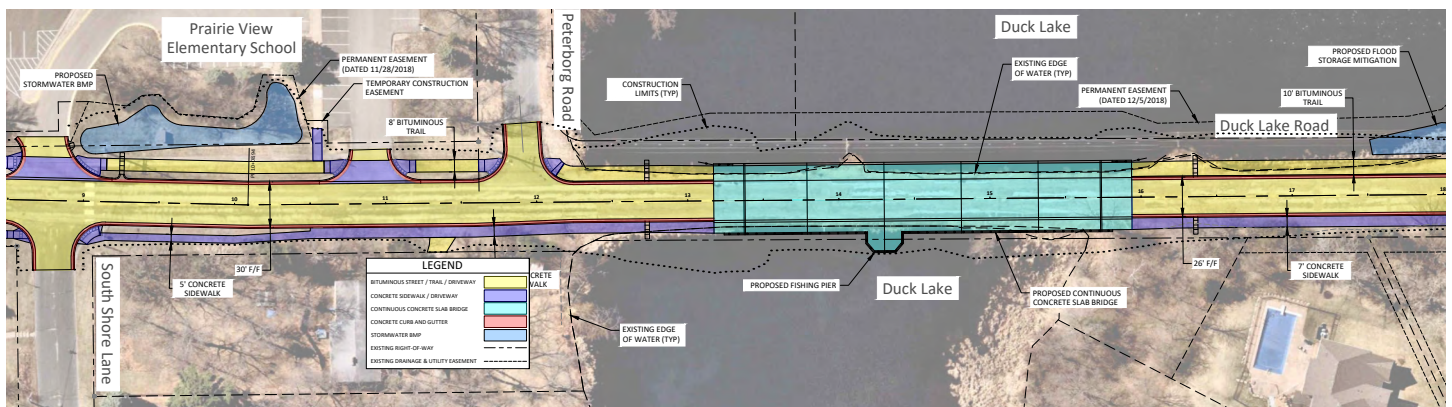 Prairie View
Elementary School
PROPOSED
STORMWATER BMP
PERMANENT EASEMENT
(DATED 11/28/2018)
TEMPORARY CONSTRUCTION
EASEMENT
8' BITUMINOUS
TRAIL
Peterborg Road
Duck Lake
CONSTRUCTION
LIMITS (TYP)
EXISTING EDGE
OF WATER (TYP)
PERMANENT EASEMENT
(DATED 12/5/2018)
PROPOSED FLOOD
STORAGE MITIGATION
10' BITUMINOUS
TRAIL
Duck Lake Road
9
10
11
12
13
14
15
16
17
18
South Shore Lane
5' CONCRETE
SIDEWALK
30' F/F
CRETE
VALK
LEGEND
BITUMINOUS STREET / TRAIL / DRIVEWAY
CONCRETE SIDEWALK / DRIVEWAY
CONTINUOUS CONCRETE SLAB BRIDGE
CONCRETE CURB AND GUTTER
STORMWATER BMP
EXISTING RIGHT-OF-WAY
EXISTING DRAINAGE & UTILITY EASEMENT
EXISTING EDGE
OF WATER (TYP)
PROPOSED FISHING PIER
Duck Lake
PROPOSED CONTINUOUS
CONCRETE SLAB BRIDGE
26' F/F
7' CONCRETE
SIDEWALK